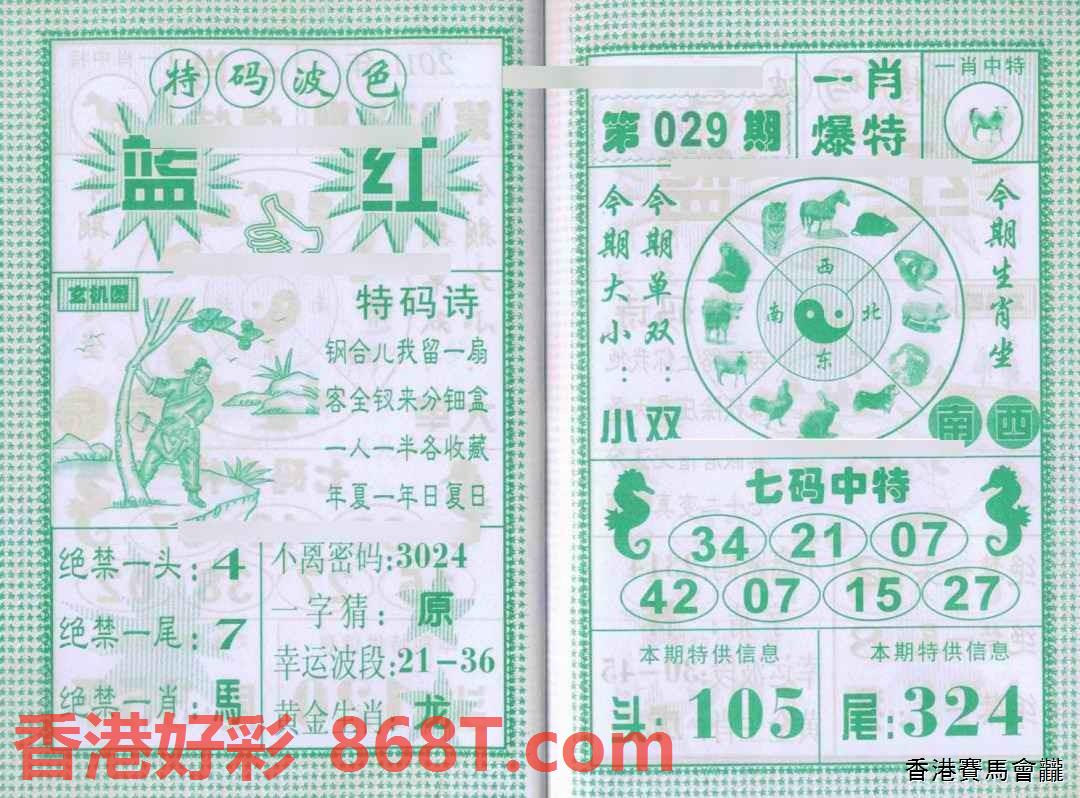 特码波色
蓝 红
玄机图
特码诗
钢合儿我留一扇
客全钗来分钿盒
一人一半各收藏
年夏一年日复日
绝禁一头:4
绝禁一尾:7
绝禁一肖:馬
不离密码:3024
一字猜:原
幸运波段:21-36
黄金生肖 龙
第029期
一肖
爆特
一肖中特
今期大小:小
今期单双:双
西
南 北
东
今期生肖坐
南 西
七码中特
34 21 07
42 07 15 27
本期特供信息
头:105
本期特供信息
尾:324
香港好彩 868T.com
香港賽馬會